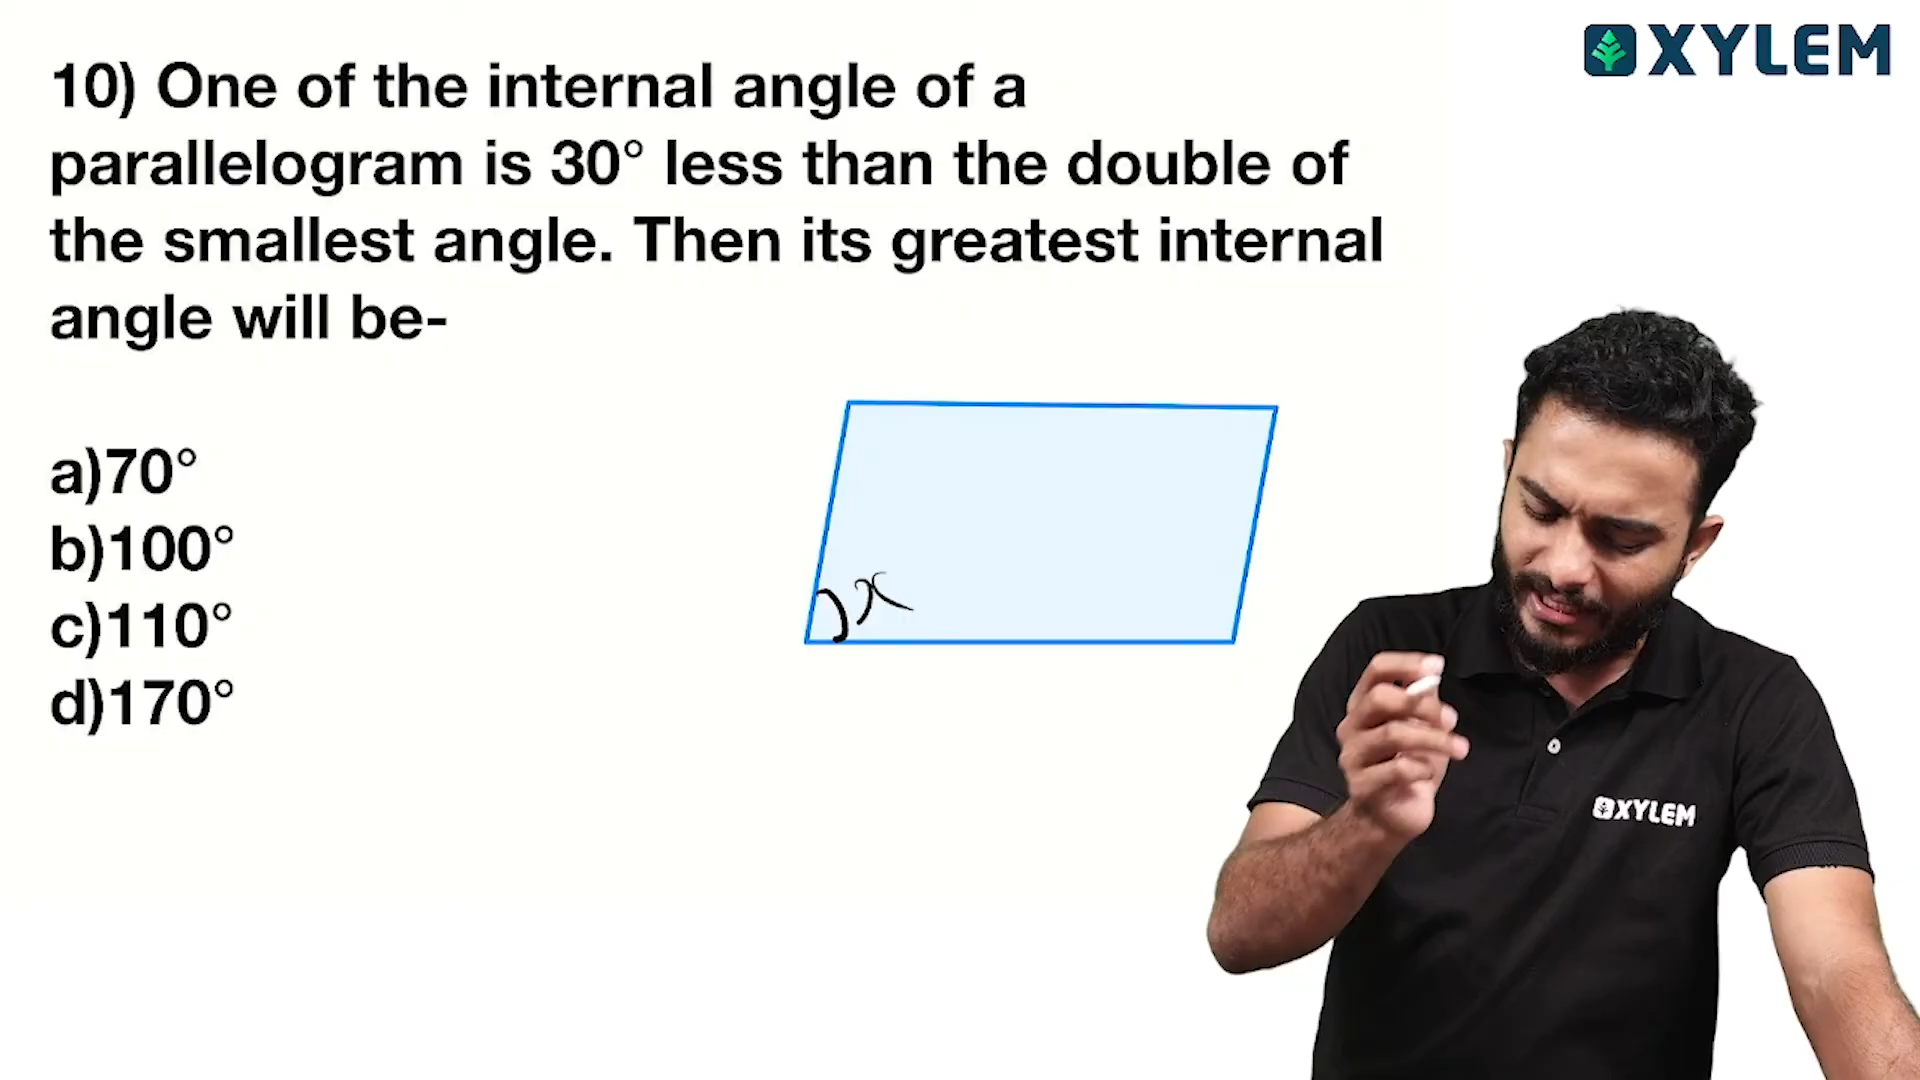 XYLEM
10) One of the internal angle of a
parallelogram is 30° less than the double of
the smallest angle. Then its greatest internal
angle will be-
a)70°
b)100°
c)110°
d)170°
x
XYLEM